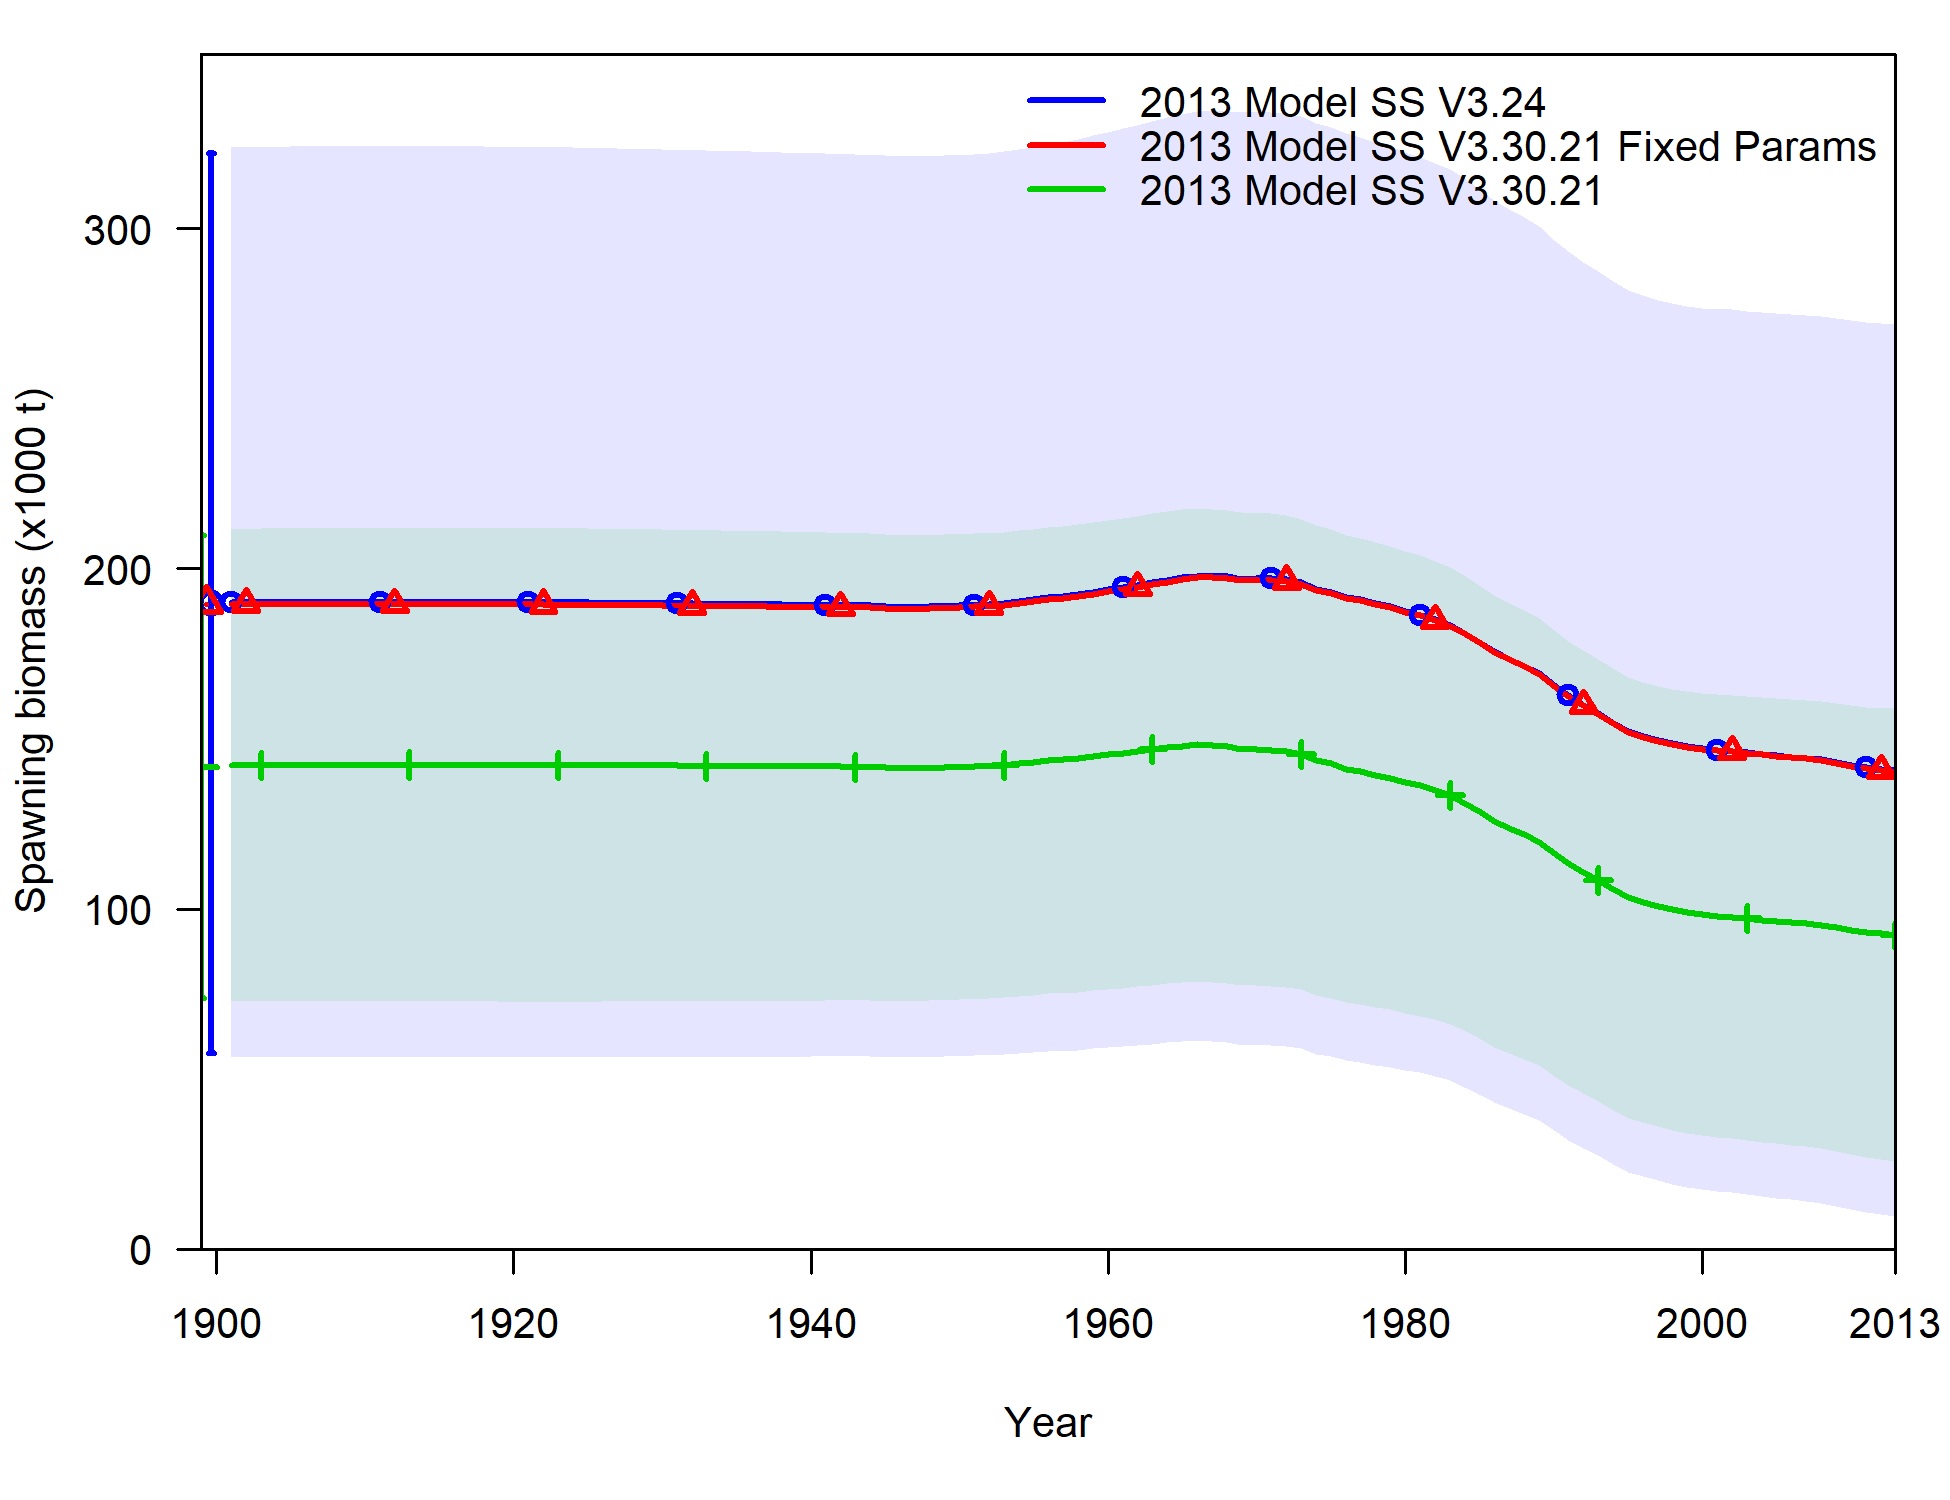 2013 Model SS V3.24
2013 Model SS V3.30.21 Fixed Params
2013 Model SS V3.30.21
Spawning biomass (x1000 t)
300
200
100
0
1900 1920 1940 1960 1980 2000 2013
Year